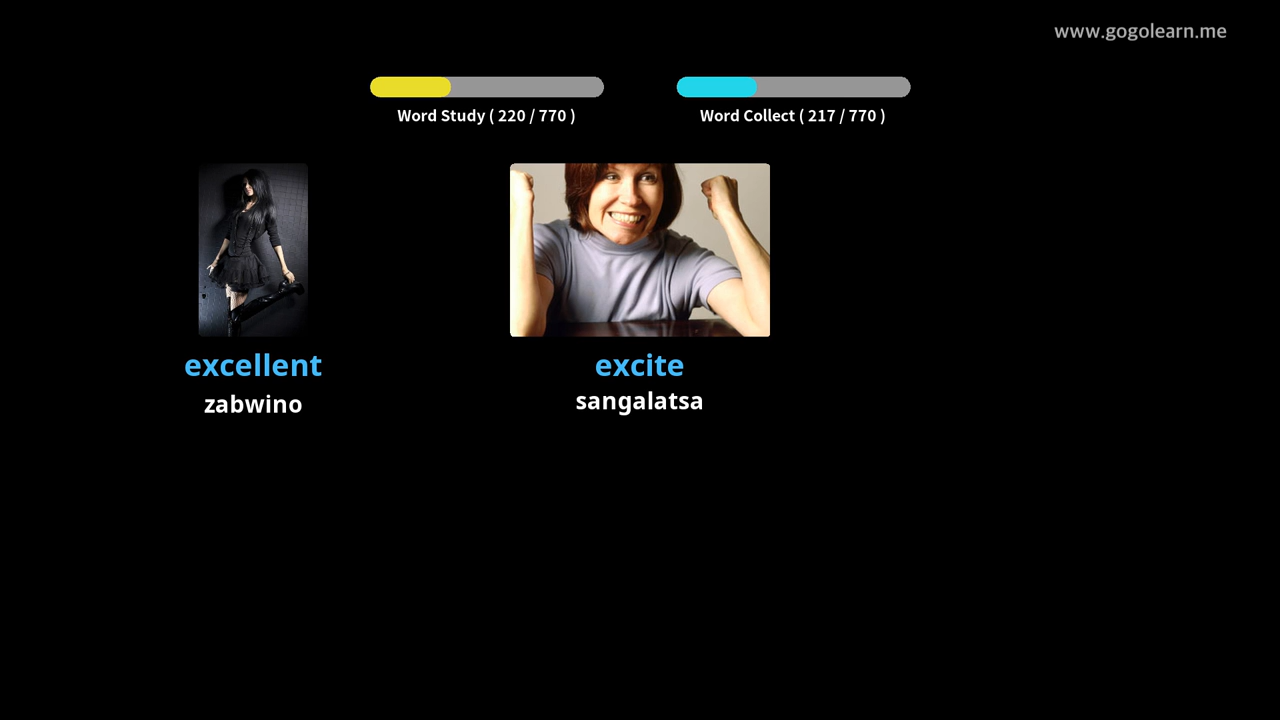 www.gogolearn.me
Word Study ( 220 / 770 )
Word Collect ( 217 / 770 )
excellent
zabwino
excite
sangalatsa